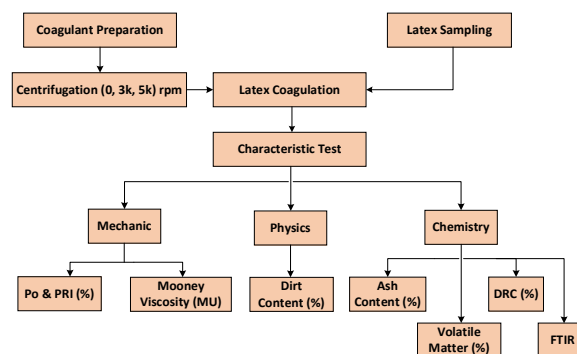 Coagulant Preparation
Latex Sampling
Centrifugation (0, 3k, 5k) rpm
Latex Coagulation
Characteristic Test
Mechanic
Physics
Chemistry
Po & PRI (%)
Mooney
Viscosity (MU)
Dirt
Content (%)
Ash
Content (%)
DRC (%)
Volatile
Matter (%)
FTIR